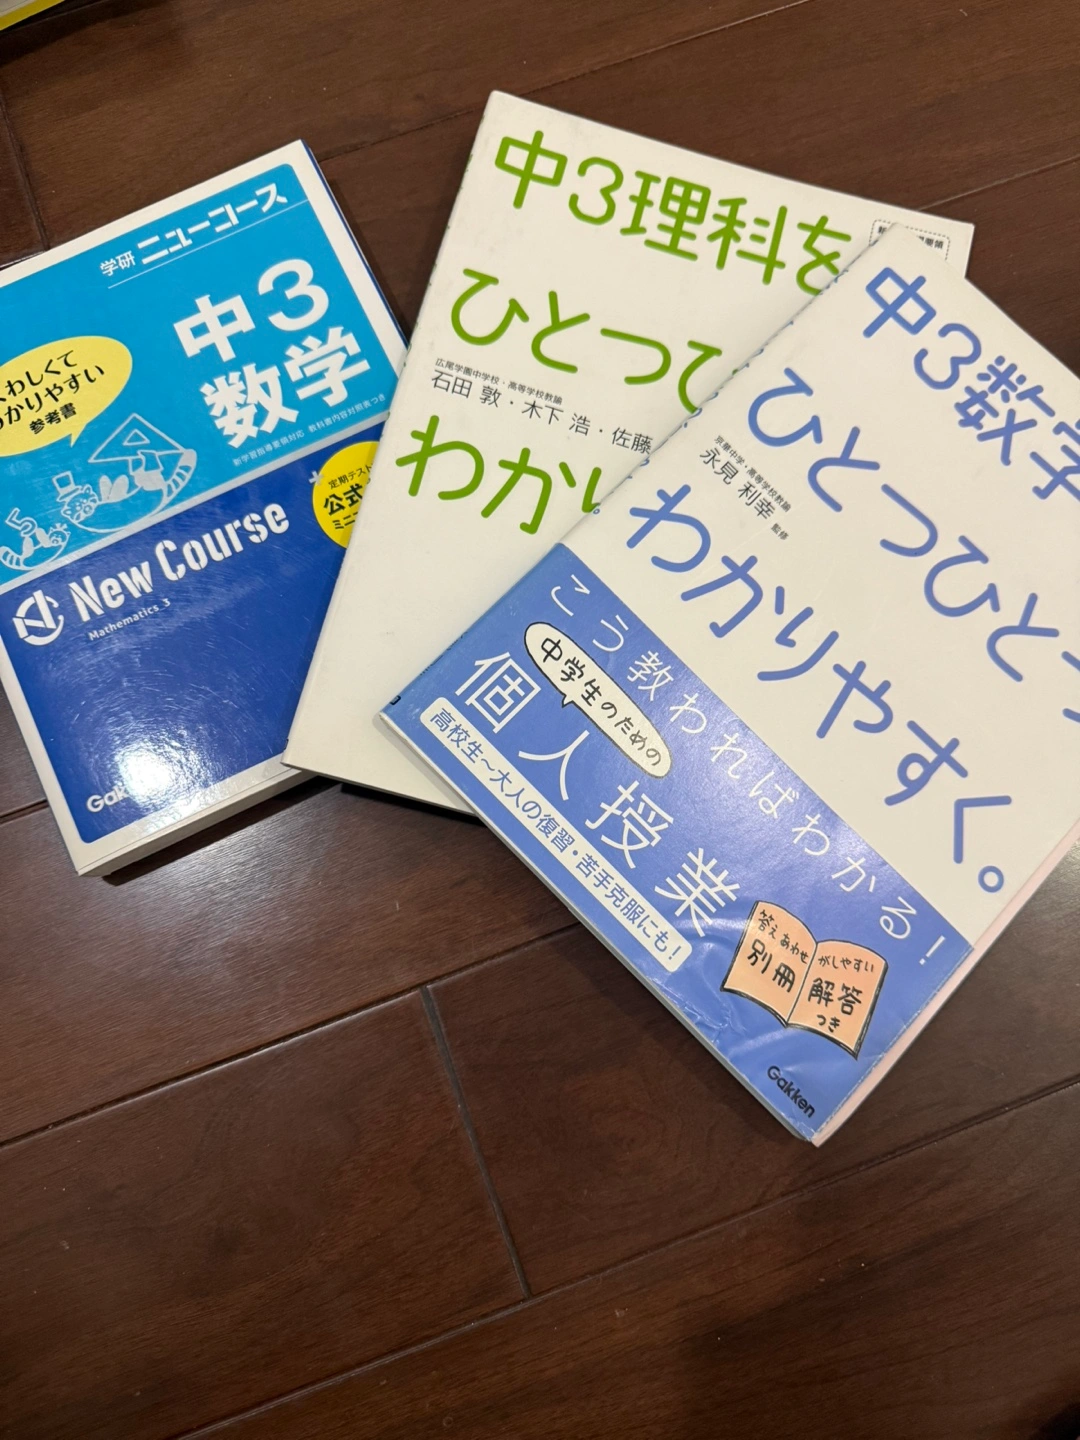 学研 ニューコース
中3
数学
新学習指導要領対応 教科書内容対照表つき
くわしくて
わかりやすい
参考書
定期テスト
公式
ミニ
5
New Course
Mathematics 3
Gak
中3理科を
ひとつ
広尾学園中学校・高等学校教諭
石田 敦・木下 浩・佐藤
わかり
中3数学
ひとつひとつ
京華中学・高等学校教諭
永見 利幸 監修
わかりやすく。
こう教わればわかる!
中学生のための
個人授業
高校生~大人の復習・苦手克服にも!
答えあわせ
がしやすい
別冊
解答
つき
Gakken